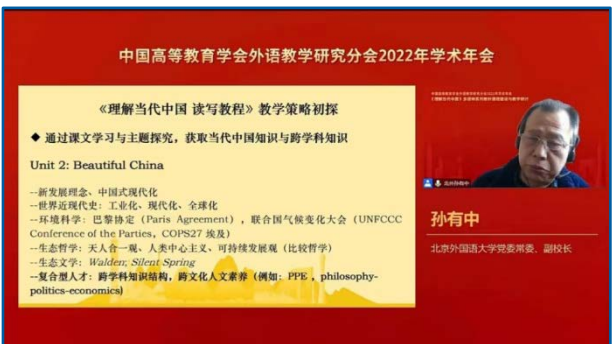 中国高等教育学会外语教学研究分会2022年学术年会
《理解当代中国 读写教程》教学策略初探
◆ 通过课文学习与主题探究，获取当代中国知识与跨学科知识
Unit 2: Beautiful China
--新发展理念、中国式现代化
--世界近现代史：工业化、现代化、全球化
--环境科学：巴黎协定（Paris Agreement），联合国气候变化大会（UNFCCC
Conference of the Parties，COPS27 埃及）
--生态哲学：天人合一观、人类中心主义、可持续发展观（比较哲学）
--生态文学：Walden; Silent Spring
--复合型人才：跨学科知识结构，跨文化人文素养（例如：PPE，philosophy-
politics-economics)
孙有中
北京外国语大学党委常委、副校长